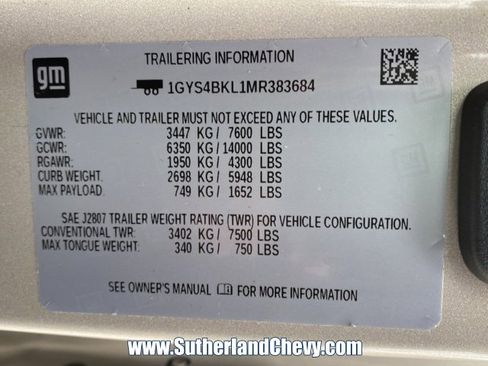 gm
TRAILERING INFORMATION
1GYS4BKL1MR383684
VEHICLE AND TRAILER MUST NOT EXCEED ANY OF THESE VALUES.
GVWR: 3447 KG / 7600 LBS
GCWR: 6350 KG / 14000 LBS
RGAWR: 1950 KG / 4300 LBS
CURB WEIGHT: 2698 KG / 5948 LBS
MAX PAYLOAD: 749 KG / 1652 LBS
SAE J2807 TRAILER WEIGHT RATING (TWR) FOR VEHICLE CONFIGURATION.
CONVENTIONAL TWR: 3402 KG / 7500 LBS
MAX TONGUE WEIGHT: 340 KG / 750 LBS
SEE OWNER'S MANUAL FOR MORE INFORMATION
www.SutherlandChevy.com